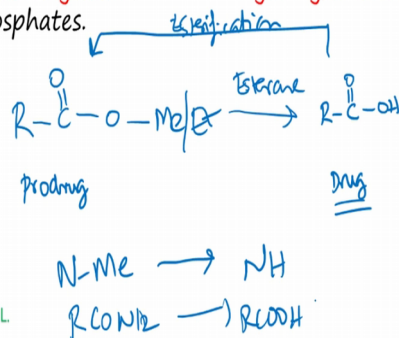 osphates.
Esterification
O O
R-C-O-Me/Et Esterase → R-C-OH
Prodrug Drug
N-Me → NH
L. RCONH2 → RCOOH